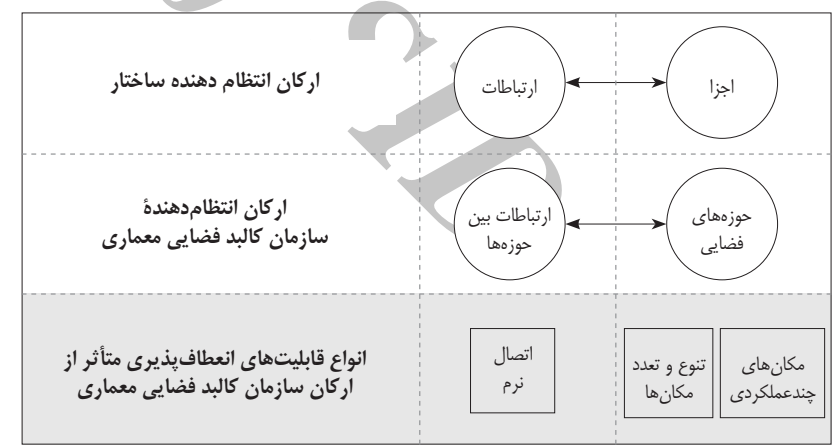 ارکان انتظام دهنده ساختار
ارتباطات
اجزا
ارکان انتظام‌دهندهٔ
سازمان کالبد فضایی معماری
ارتباطات بین
حوزه‌ها
حوزه‌های
فضایی
انواع قابلیت‌های انعطاف‌پذیری متأثر از
ارکان سازمان کالبد فضایی معماری
اتصال
نرم
تنوع و تعدد
مکان‌ها
مکان‌های
چندعملکردی